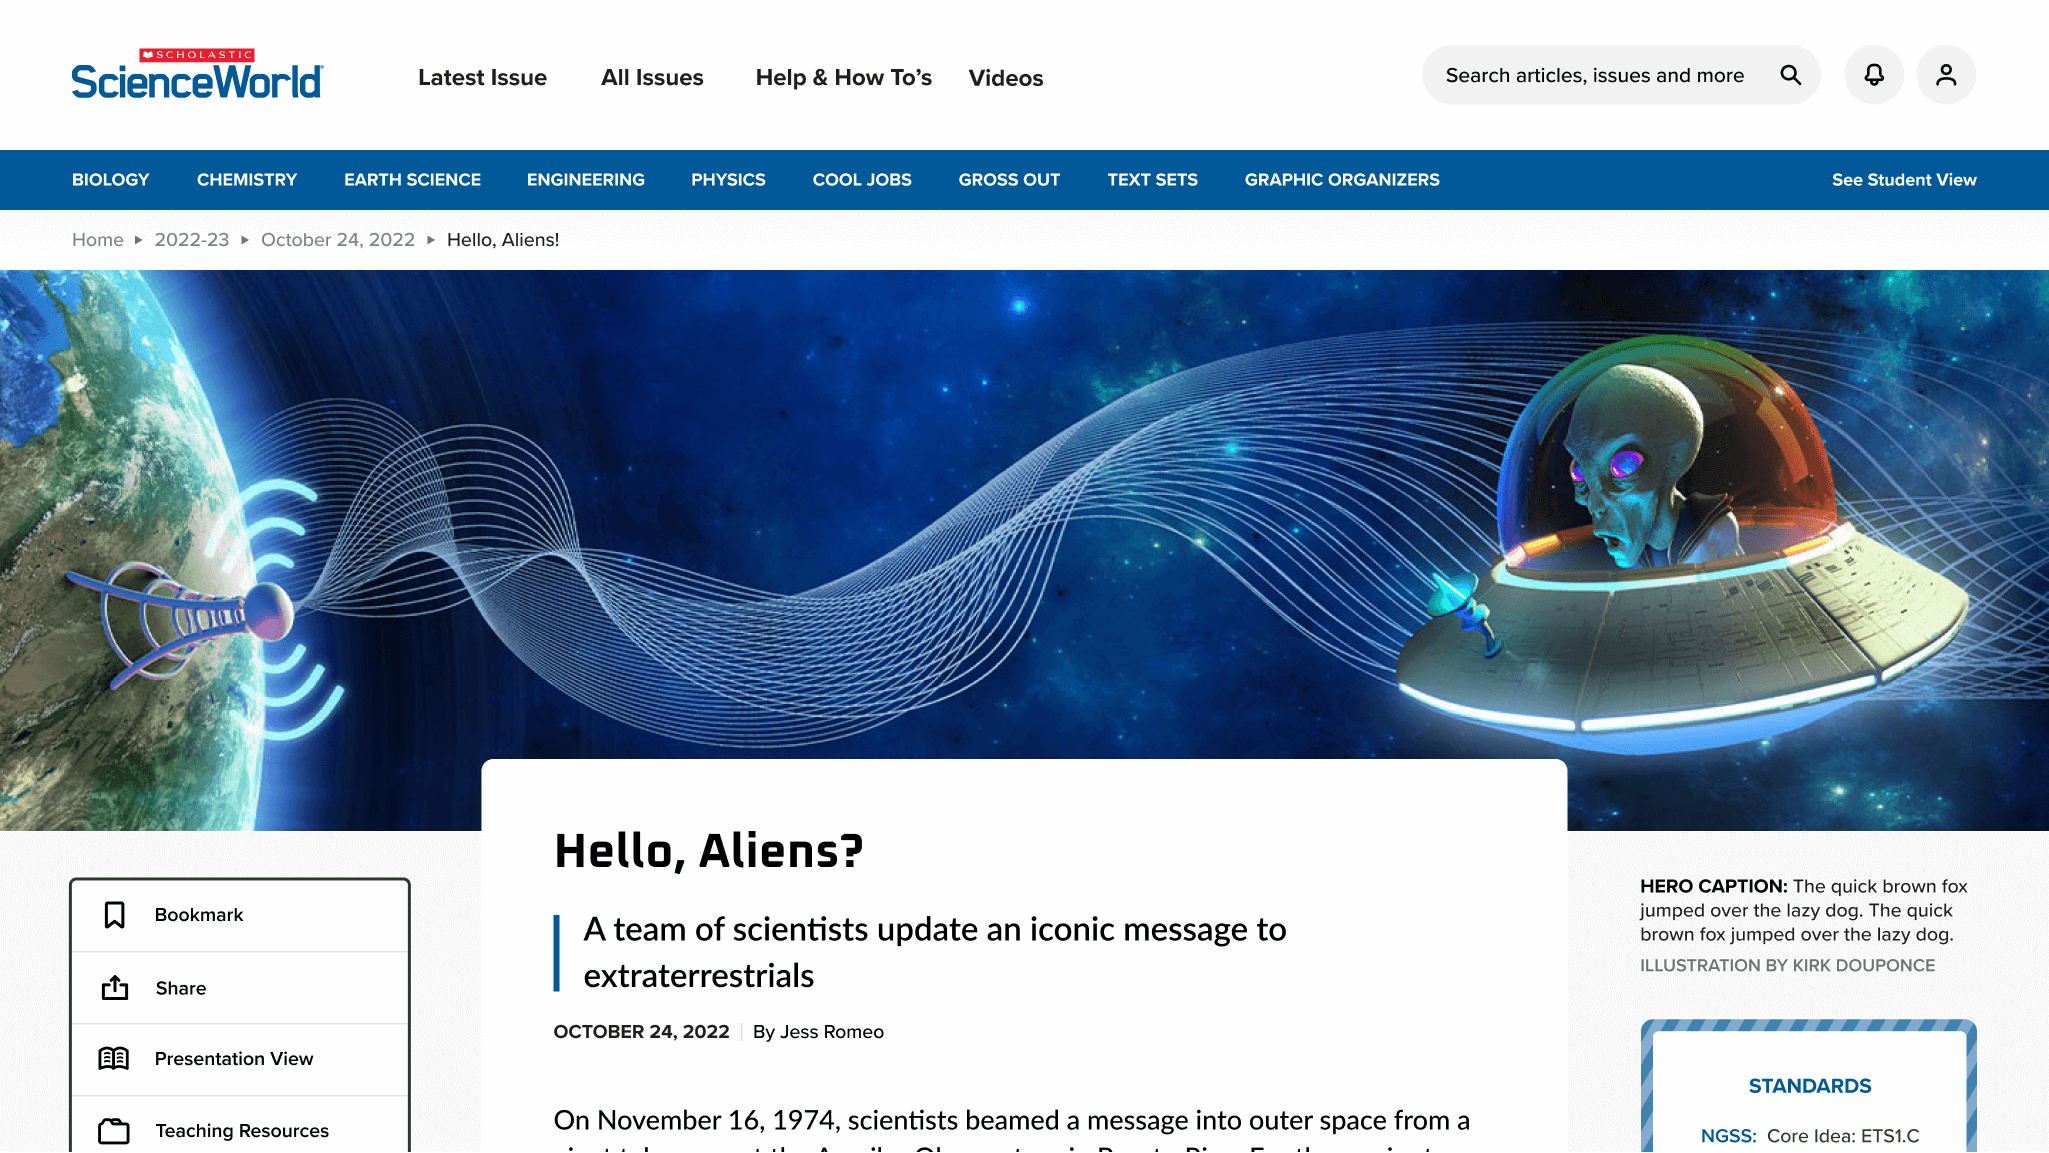 SCHOLASTIC
ScienceWorld
Latest Issue
All Issues
Help & How To’s
Videos
Search articles, issues and more
BIOLOGY
CHEMISTRY
EARTH SCIENCE
ENGINEERING
PHYSICS
COOL JOBS
GROSS OUT
TEXT SETS
GRAPHIC ORGANIZERS
See Student View
Home ▸ 2022-23 ▸ October 24, 2022 ▸ Hello, Aliens!
Hello, Aliens?
A team of scientists update an iconic message to
extraterrestrials
OCTOBER 24, 2022 | By Jess Romeo
On November 16, 1974, scientists beamed a message into outer space from a
Bookmark
Share
Presentation View
Teaching Resources
HERO CAPTION: The quick brown fox
jumped over the lazy dog. The quick
brown fox jumped over the lazy dog.
ILLUSTRATION BY KIRK DOUPONCE
STANDARDS
NGSS: Core Idea: ETS1.C